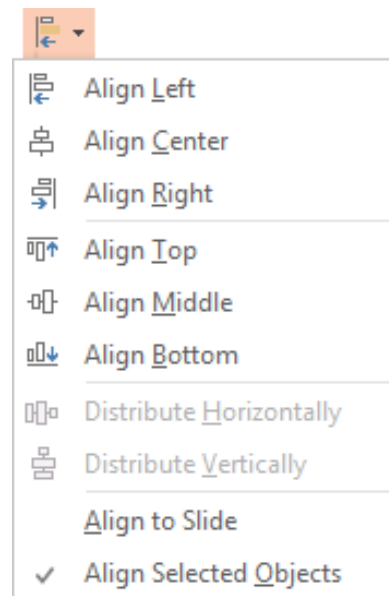 Align Left
Align Center
Align Right
Align Top
Align Middle
Align Bottom
Distribute Horizontally
Distribute Vertically
Align to Slide
Align Selected Objects